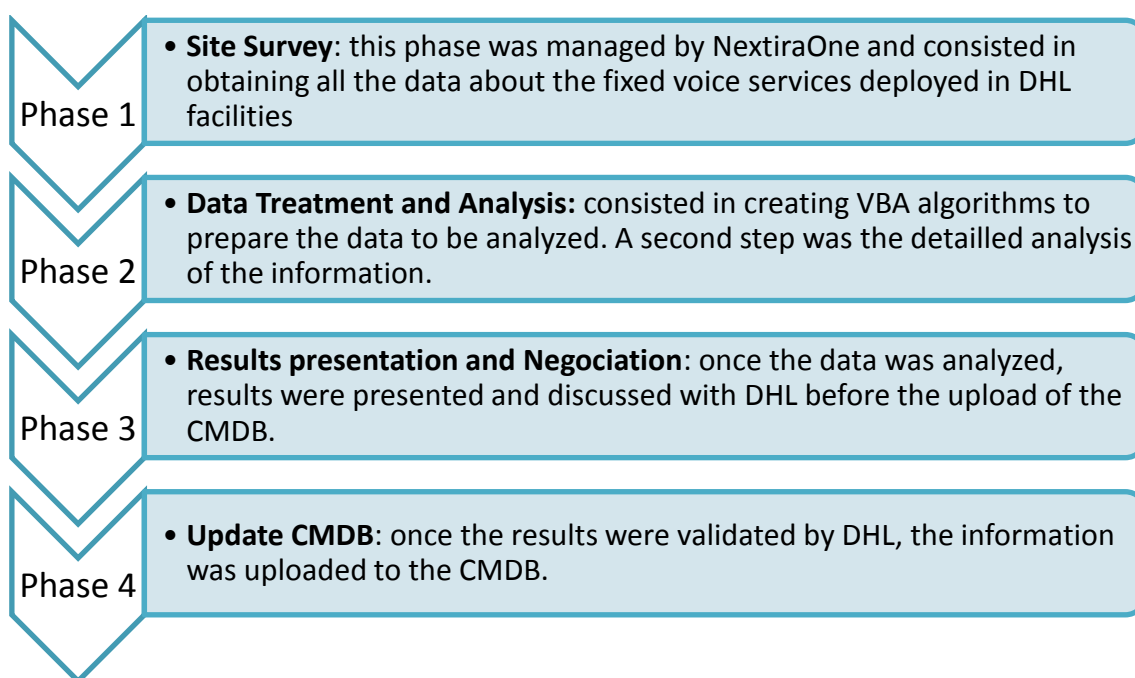 Phase 1
• Site Survey: this phase was managed by NextiraOne and consisted in
obtaining all the data about the fixed voice services deployed in DHL
facilities
Phase 2
• Data Treatment and Analysis: consisted in creating VBA algorithms to
prepare the data to be analyzed. A second step was the detailled analysis
of the information.
Phase 3
• Results presentation and Negociation: once the data was analyzed,
results were presented and discussed with DHL before the upload of the
CMDB.
Phase 4
• Update CMDB: once the results were validated by DHL, the information
was uploaded to the CMDB.